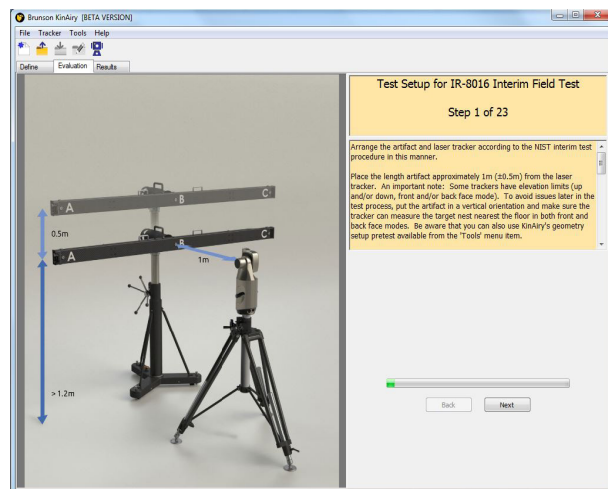 Brunson KinAiry [BETA VERSION]
File Tracker Tools Help
Define Evaluation Results
Test Setup for IR-8016 Interim Field Test
Step 1 of 23
Arrange the artifact and laser tracker according to the NIST interim test
procedure in this manner.
Place the length artifact approximately 1m (±0.5m) from the laser
tracker. An important note: Some trackers have elevation limits (up
and/or down, front and/or back face mode). To avoid issues later in the
test process, put the artifact in a vertical orientation and make sure the
tracker can measure the target nest nearest the floor in both front and
back face modes. Be aware that you can also use KinAiry's geometry
setup pretest available from the 'Tools' menu item.
A B C
0.5m
A B C
1m
> 1.2m
Back Next